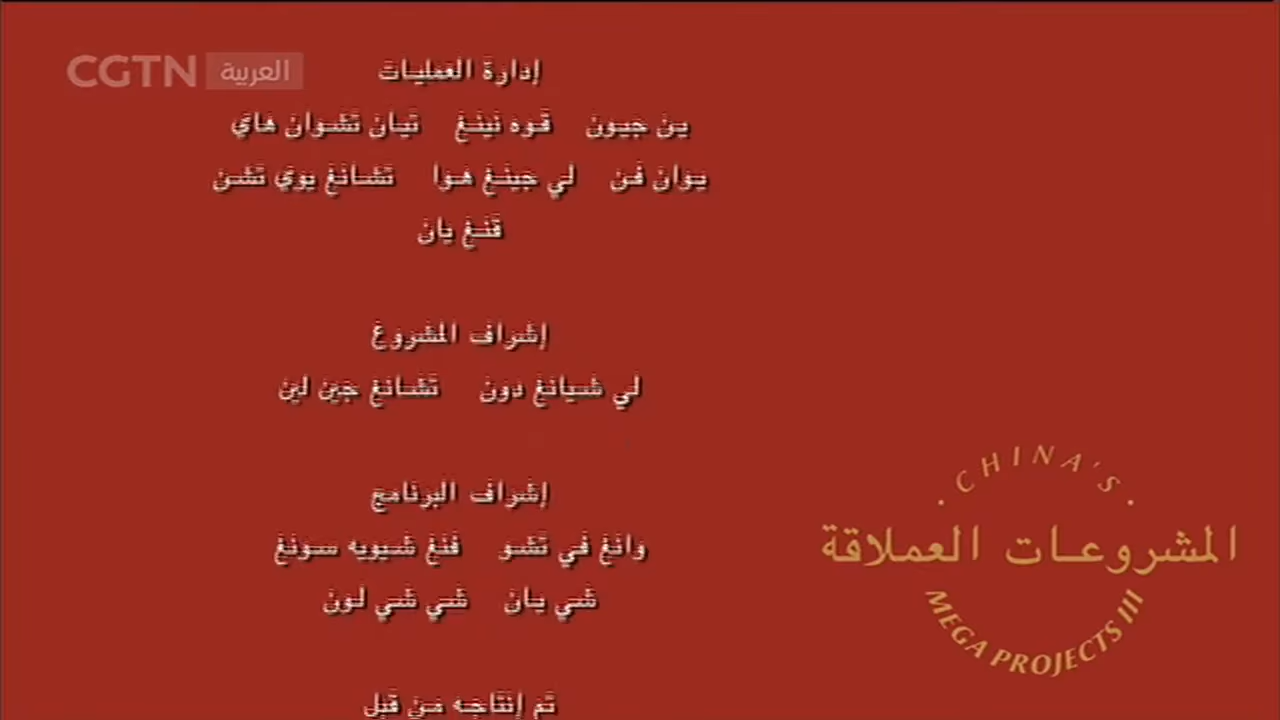 CGTN العربية
إدارة العمليات
ين جيون   قوه نينغ   تيان تشوان هاي
يوان فن   لي جينغ هوا   تشانغ يوي تشن
قنغ يان
إشراف المشروع
لي شيانغ دون   تشانغ جين لين
إشراف البرنامج
وانغ في تشو   فنغ شيويه سونغ
شي يان   شي شي لون
تم إنتاجه من قبل
· CHINA'S ·
المشروعات العملاقة
MEGA PROJECTS III